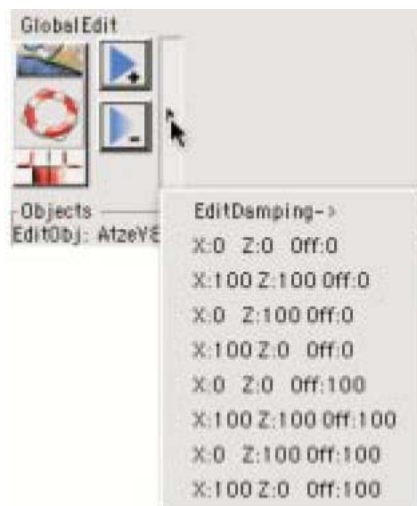 GlobalEdit
+
-
Objects
EditObj: AtzeV
EditDamping->
X:0 Z:0 Off:0
X:100 Z:100 Off:0
X:0 Z:100 Off:0
X:100 Z:0 Off:0
X:0 Z:0 Off:100
X:100 Z:100 Off:100
X:0 Z:100 Off:100
X:100 Z:0 Off:100